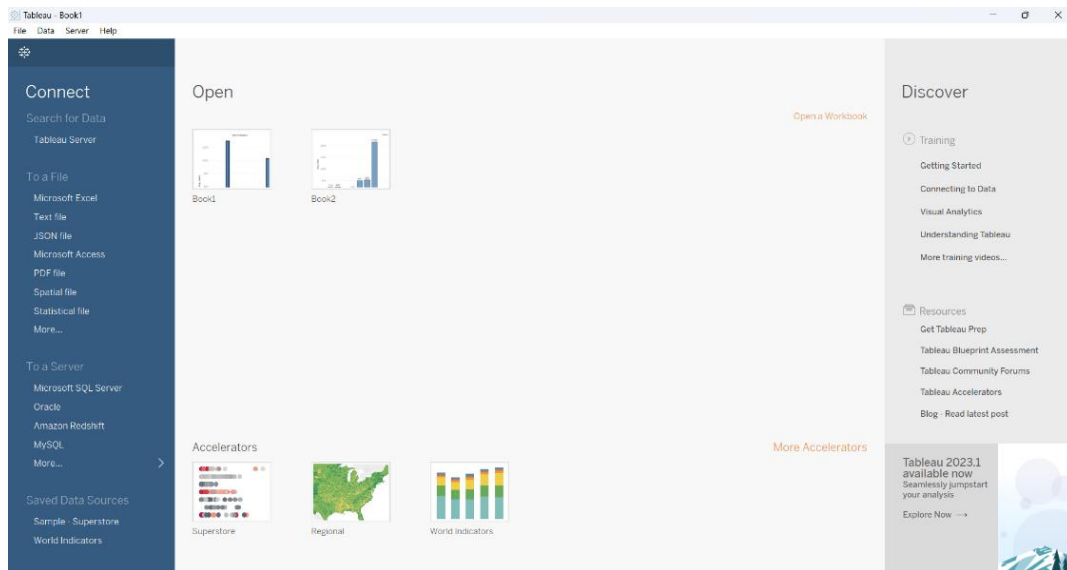 Tableau - Book1
File Data Server Help
Connect
Search for Data
Tableau Server
To a File
Microsoft Excel
Text file
JSON file
Microsoft Access
PDF file
Spatial file
Statistical file
More...
To a Server
Microsoft SQL Server
Oracle
Amazon Redshift
MySQL
More...
Saved Data Sources
Sample - Superstore
World Indicators
Open
Open a Workbook
Book1
Book2
Accelerators
More Accelerators
Superstore
Regional
World Indicators
Discover
Training
Getting Started
Connecting to Data
Visual Analytics
Understanding Tableau
More training videos...
Resources
Get Tableau Prep
Tableau Blueprint Assessment
Tableau Community Forums
Tableau Accelerators
Blog - Read latest post
Tableau 2023.1
available now
Seamlessly jumpstart
your analysis
Explore Now →